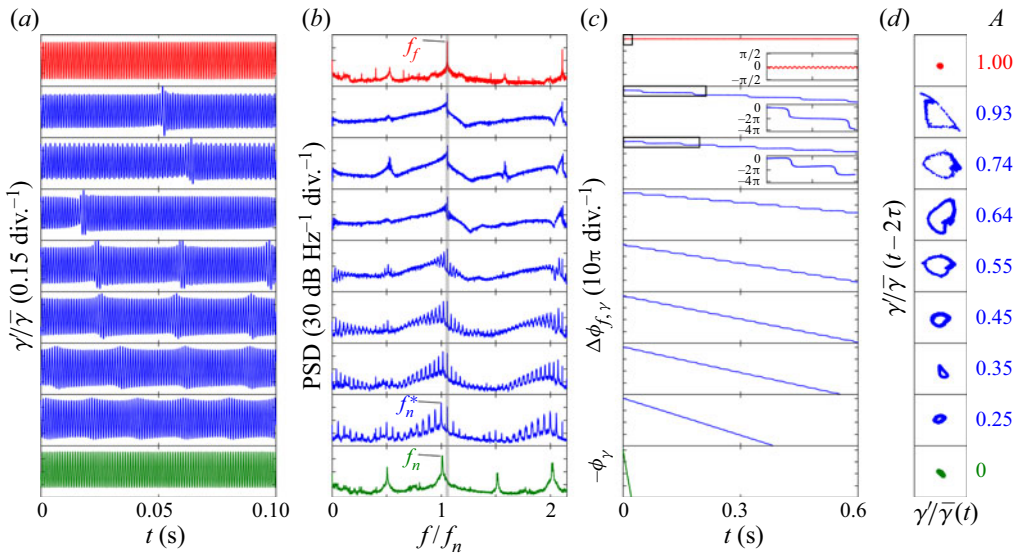 (a) (b) (c) (d) A
f_f
π/2
0
−π/2
1.00
0
−2π
−4π
0.93
0
−2π
−4π
0.74
0.64
0.55
0.45
0.35
f_n^*
0.25
f_n
0
γ′/γ̅ (0.15 div.⁻¹)
PSD (30 dB Hz⁻¹ div.⁻¹)
Δϕ_{f,γ} (10π div.⁻¹)
−ϕ_γ
γ′/γ̅ (t − 2τ)
0 0.05 0.10
0 1 2
0 0.3 0.6
γ′/γ̅ (t)
t (s) f/f_n t (s)